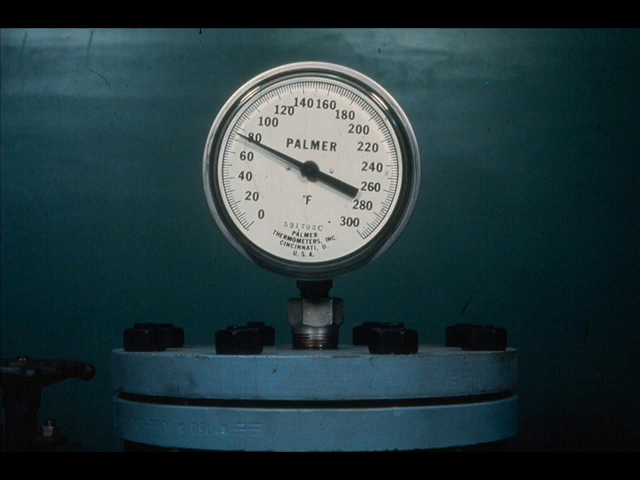 120 140 160 180
100 200
80 PALMER 220
60 240
40 260
20 °F 280
0 300
531792C
PALMER
THERMOMETERS, INC.
CINCINNATI, O.
U.S.A.